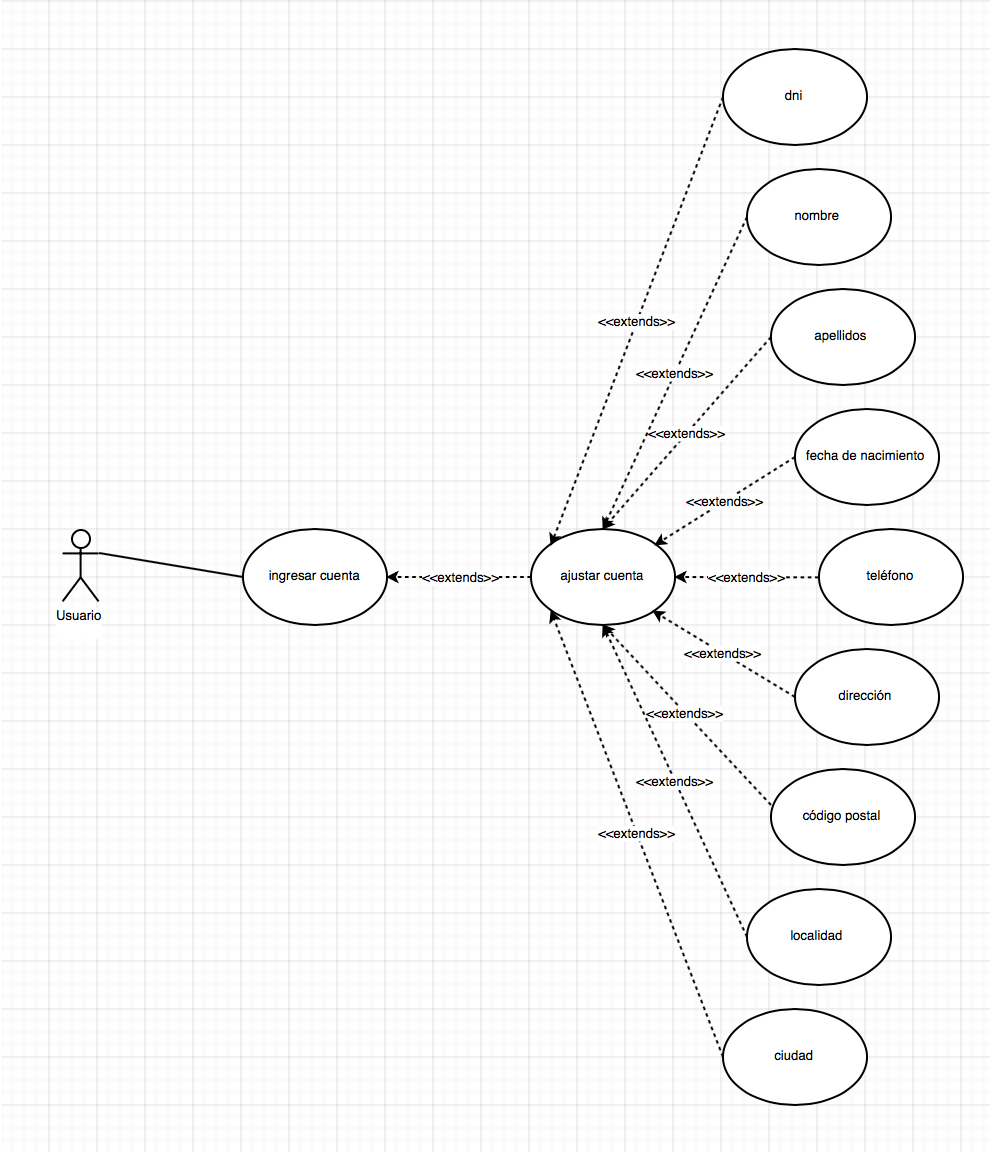 dni
nombre
<<extends>>
apellidos
<<extends>>
<<extends>>
fecha de nacimiento
<<extends>>
ingresar cuenta
<<extends>>
ajustar cuenta
<<extends>>
teléfono
Usuario
<<extends>>
dirección
<<extends>>
<<extends>>
código postal
<<extends>>
localidad
ciudad